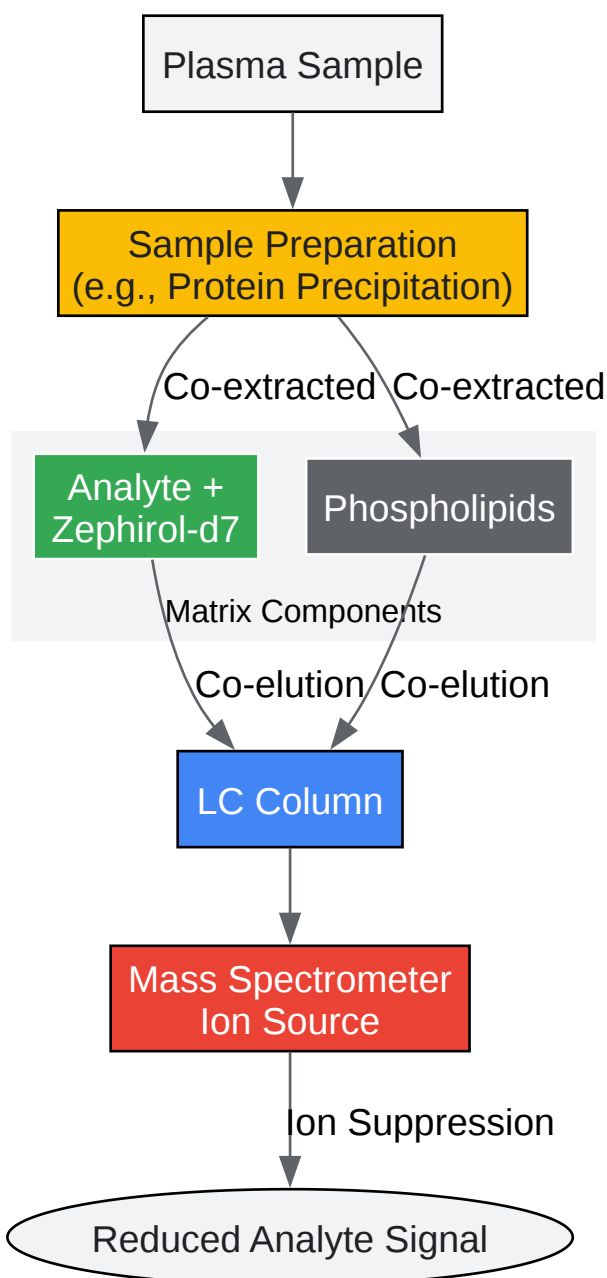 Plasma Sample
Sample Preparation
(e.g., Protein Precipitation)
Co-extracted
Co-extracted
Analyte +
Zephirol-d7
Phospholipids
Matrix Components
Co-elution
Co-elution
LC Column
Mass Spectrometer
Ion Source
Ion Suppression
Reduced Analyte Signal